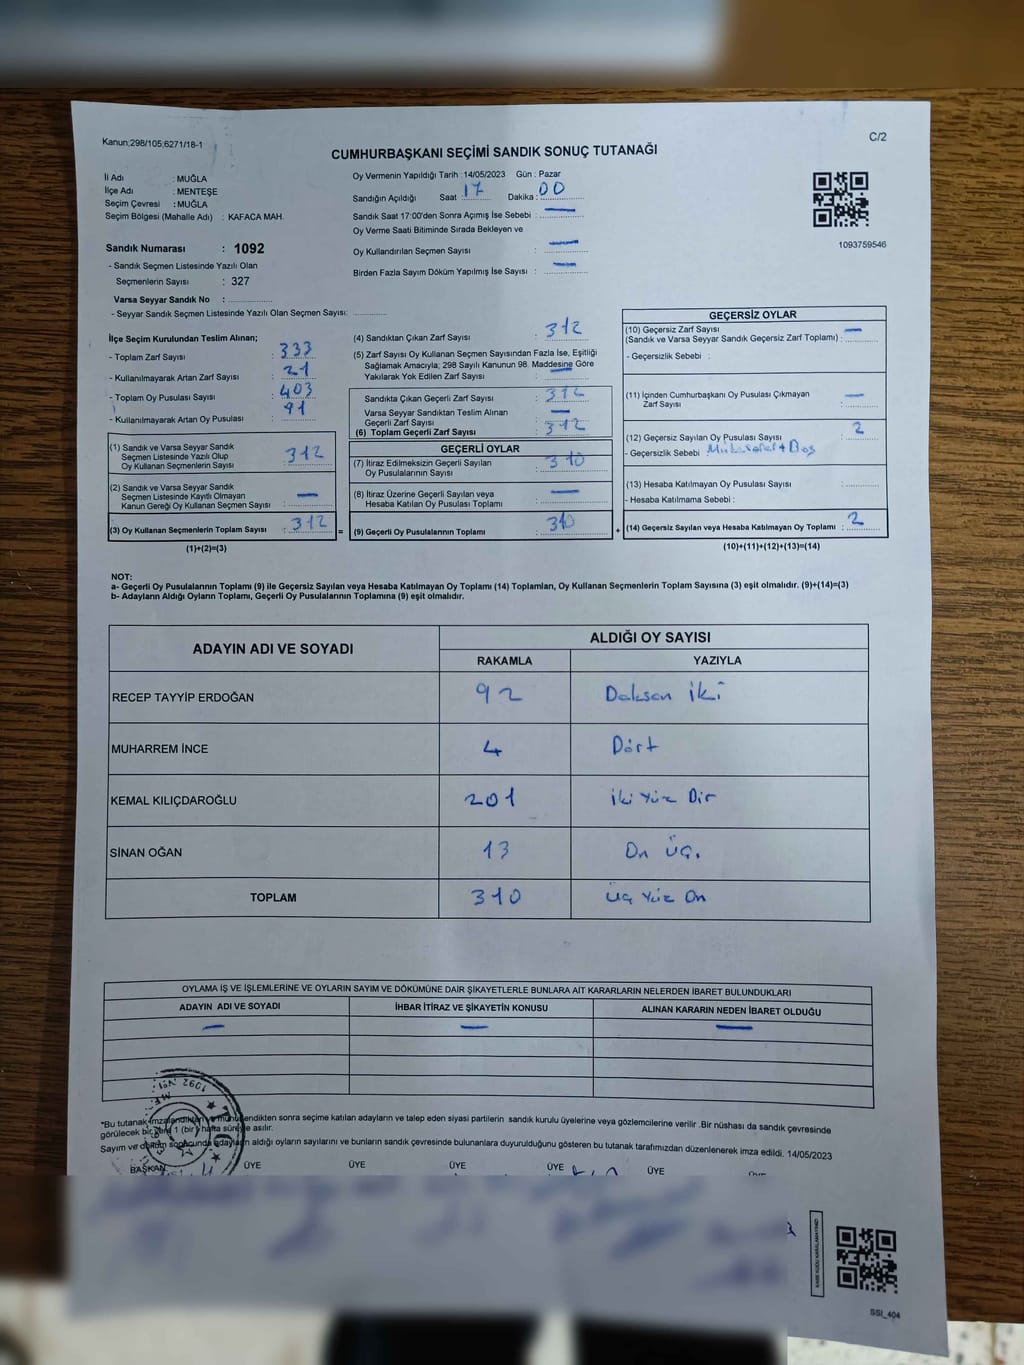 Kanun;298/105;6271/18-1
C/2
CUMHURBAŞKANI SEÇİMİ SANDIK SONUÇ TUTANAĞI
İl Adı : MUĞLA
İlçe Adı : MENTEŞE
Seçim Çevresi : MUĞLA
Seçim Bölgesi (Mahalle Adı) : KAFACA MAH.
Oy Vermenin Yapıldığı Tarih : 14/05/2023 Gün : Pazar
Sandığın Açıldığı Saat 17 Dakika : 00
Sandık Saat 17:00'den Sonra Açımış İse Sebebi : —
Oy Verme Saati Bitiminde Sırada Bekleyen ve
Oy Kullandırılan Seçmen Sayısı : —
Birden Fazla Sayım Döküm Yapılmış İse Sayısı : —
1093759546
Sandık Numarası : 1092
- Sandık Seçmen Listesinde Yazılı Olan
Seçmenlerin Sayısı : 327
Varsa Seyyar Sandık No :
- Seyyar Sandık Seçmen Listesinde Yazılı Olan Seçmen Sayısı:
İlçe Seçim Kurulundan Teslim Alınan;
- Toplam Zarf Sayısı : 333
- Kullanılmayarak Artan Zarf Sayısı : 21
- Toplam Oy Pusulası Sayısı : 403
- Kullanılmayarak Artan Oy Pusulası : 91
(1) Sandık ve Varsa Seyyar Sandık
Seçmen Listesinde Yazılı Olup
Oy Kullanan Seçmenlerin Sayısı : 312
(2) Sandık ve Varsa Seyyar Sandık
Seçmen Listesinde Kayıtlı Olmayan
Kanun Gereği Oy Kullanan Seçmen Sayısı : —
(3) Oy Kullanan Seçmenlerin Toplam Sayısı : 312 =
(1)+(2)=(3)
(4) Sandıktan Çıkan Zarf Sayısı : 312
(5) Zarf Sayısı Oy Kullanan Seçmen Sayısından Fazla İse, Eşitliği
Sağlamak Amacıyla; 298 Sayılı Kanunun 98. Maddesine Göre
Yakılarak Yok Edilen Zarf Sayısı : —
Sandıkta Çıkan Geçerli Zarf Sayısı : 312
Varsa Seyyar Sandıktan Teslim Alınan
Geçerli Zarf Sayısı : —
(6) Toplam Geçerli Zarf Sayısı : 312
GEÇERLİ OYLAR
(7) İtiraz Edilmeksizin Geçerli Sayılan
Oy Pusulalarının Sayısı : 310
(8) İtiraz Üzerine Geçerli Sayılan veya
Hesaba Katılan Oy Pusulası Toplamı : —
(9) Geçerli Oy Pusulalarının Toplamı : 310 +
GEÇERSİZ OYLAR
(10) Geçersiz Zarf Sayısı —
(Sandık ve Varsa Seyyar Sandık Geçersiz Zarf Toplamı) :
- Geçersizlik Sebebi :
(11) İçinden Cumhurbaşkanı Oy Pusulası Çıkmayan
Zarf Sayısı : —
(12) Geçersiz Sayılan Oy Pusulası Sayısı : 2
- Geçersizlik Sebebi + Boş
(13) Hesaba Katılmayan Oy Pusulası Sayısı :
- Hesaba Katılmama Sebebi :
(14) Geçersiz Sayılan veya Hesaba Katılmayan Oy Toplamı : 2
(10)+(11)+(12)+(13)=(14)
NOT:
a- Geçerli Oy Pusulalarının Toplamı (9) ile Geçersiz Sayılan veya Hesaba Katılmayan Oy Toplamı (14) Toplamları, Oy Kullanan Seçmenlerin Toplam Sayısına (3) eşit olmalıdır. (9)+(14)=(3)
b- Adayların Aldığı Oyların Toplamı, Geçerli Oy Pusulalarının Toplamına (9) eşit olmalıdır.
ADAYIN ADI VE SOYADI ALDIĞI OY SAYISI
RAKAMLA YAZIYLA
RECEP TAYYİP ERDOĞAN 92 Doksan iki
MUHARREM İNCE 4 Dört
KEMAL KILIÇDAROĞLU 201 iki Yüz Bir
SİNAN OĞAN 13 On üç.
TOPLAM 310 üç Yüz On
OYLAMA İŞ VE İŞLEMLERİNE VE OYLARIN SAYIM VE DÖKÜMÜNE DAİR ŞİKAYETLERLE BUNLARA AİT KARARLARIN NELERDEN İBARET BULUNDUKLARI
ADAYIN ADI VE SOYADI İHBAR İTİRAZ VE ŞİKAYETİN KONUSU ALINAN KARARIN NEDEN İBARET OLDUĞU
— — —
*Bu tutanak imzalandıktan ve mühürlendikten sonra seçime katılan adayların ve talep eden siyasi partilerin sandık kurulu üyelerine veya gözlemcilerine verilir .Bir nüshası da sandık çevresinde
görülecek bir yere 1 (bir) hafta süreyle asılır.
Sayım ve döküm sonucunda adayların aldığı oyların sayılarını ve bunların sandık çevresinde bulunanlara duyurulduğunu gösteren bu tutanak tarafımızdan düzenlenerek imza edildi. 14/05/2023
BAŞKAN ÜYE ÜYE ÜYE ÜYE ÜYE
SSI_404